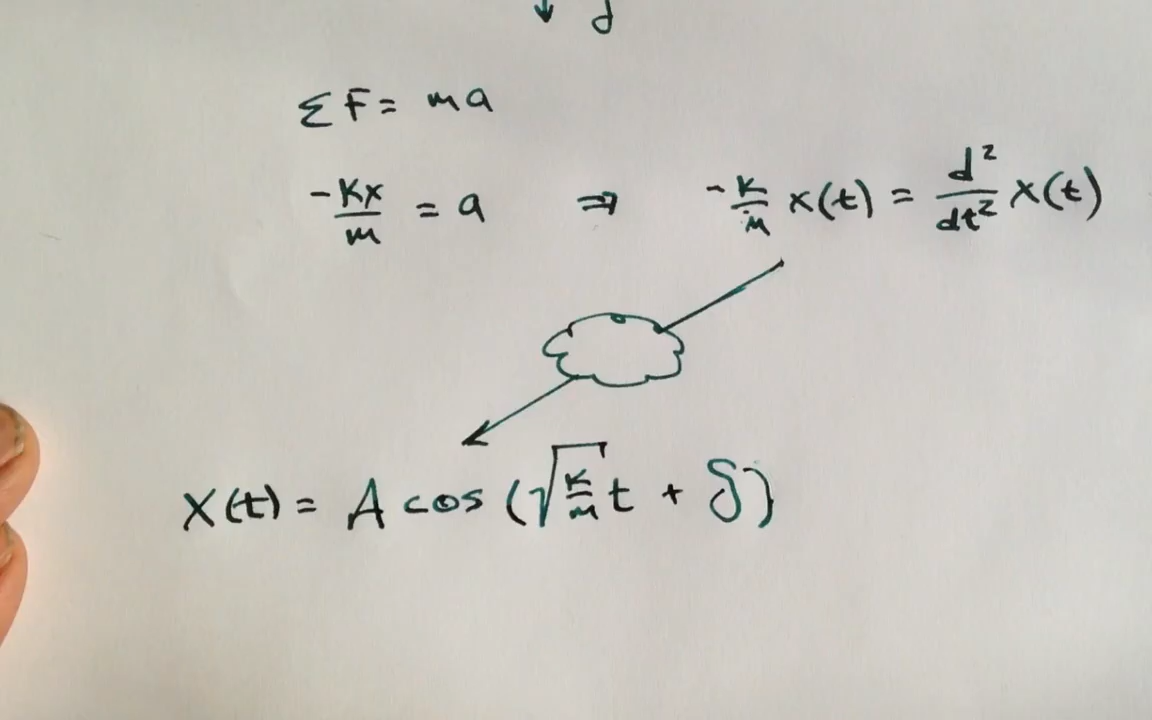 ΣF = ma
-Kx/m = a ⇒ -K/m x(t) = d²/dt² x(t)
x(t) = A cos (√(K/m) t + δ)